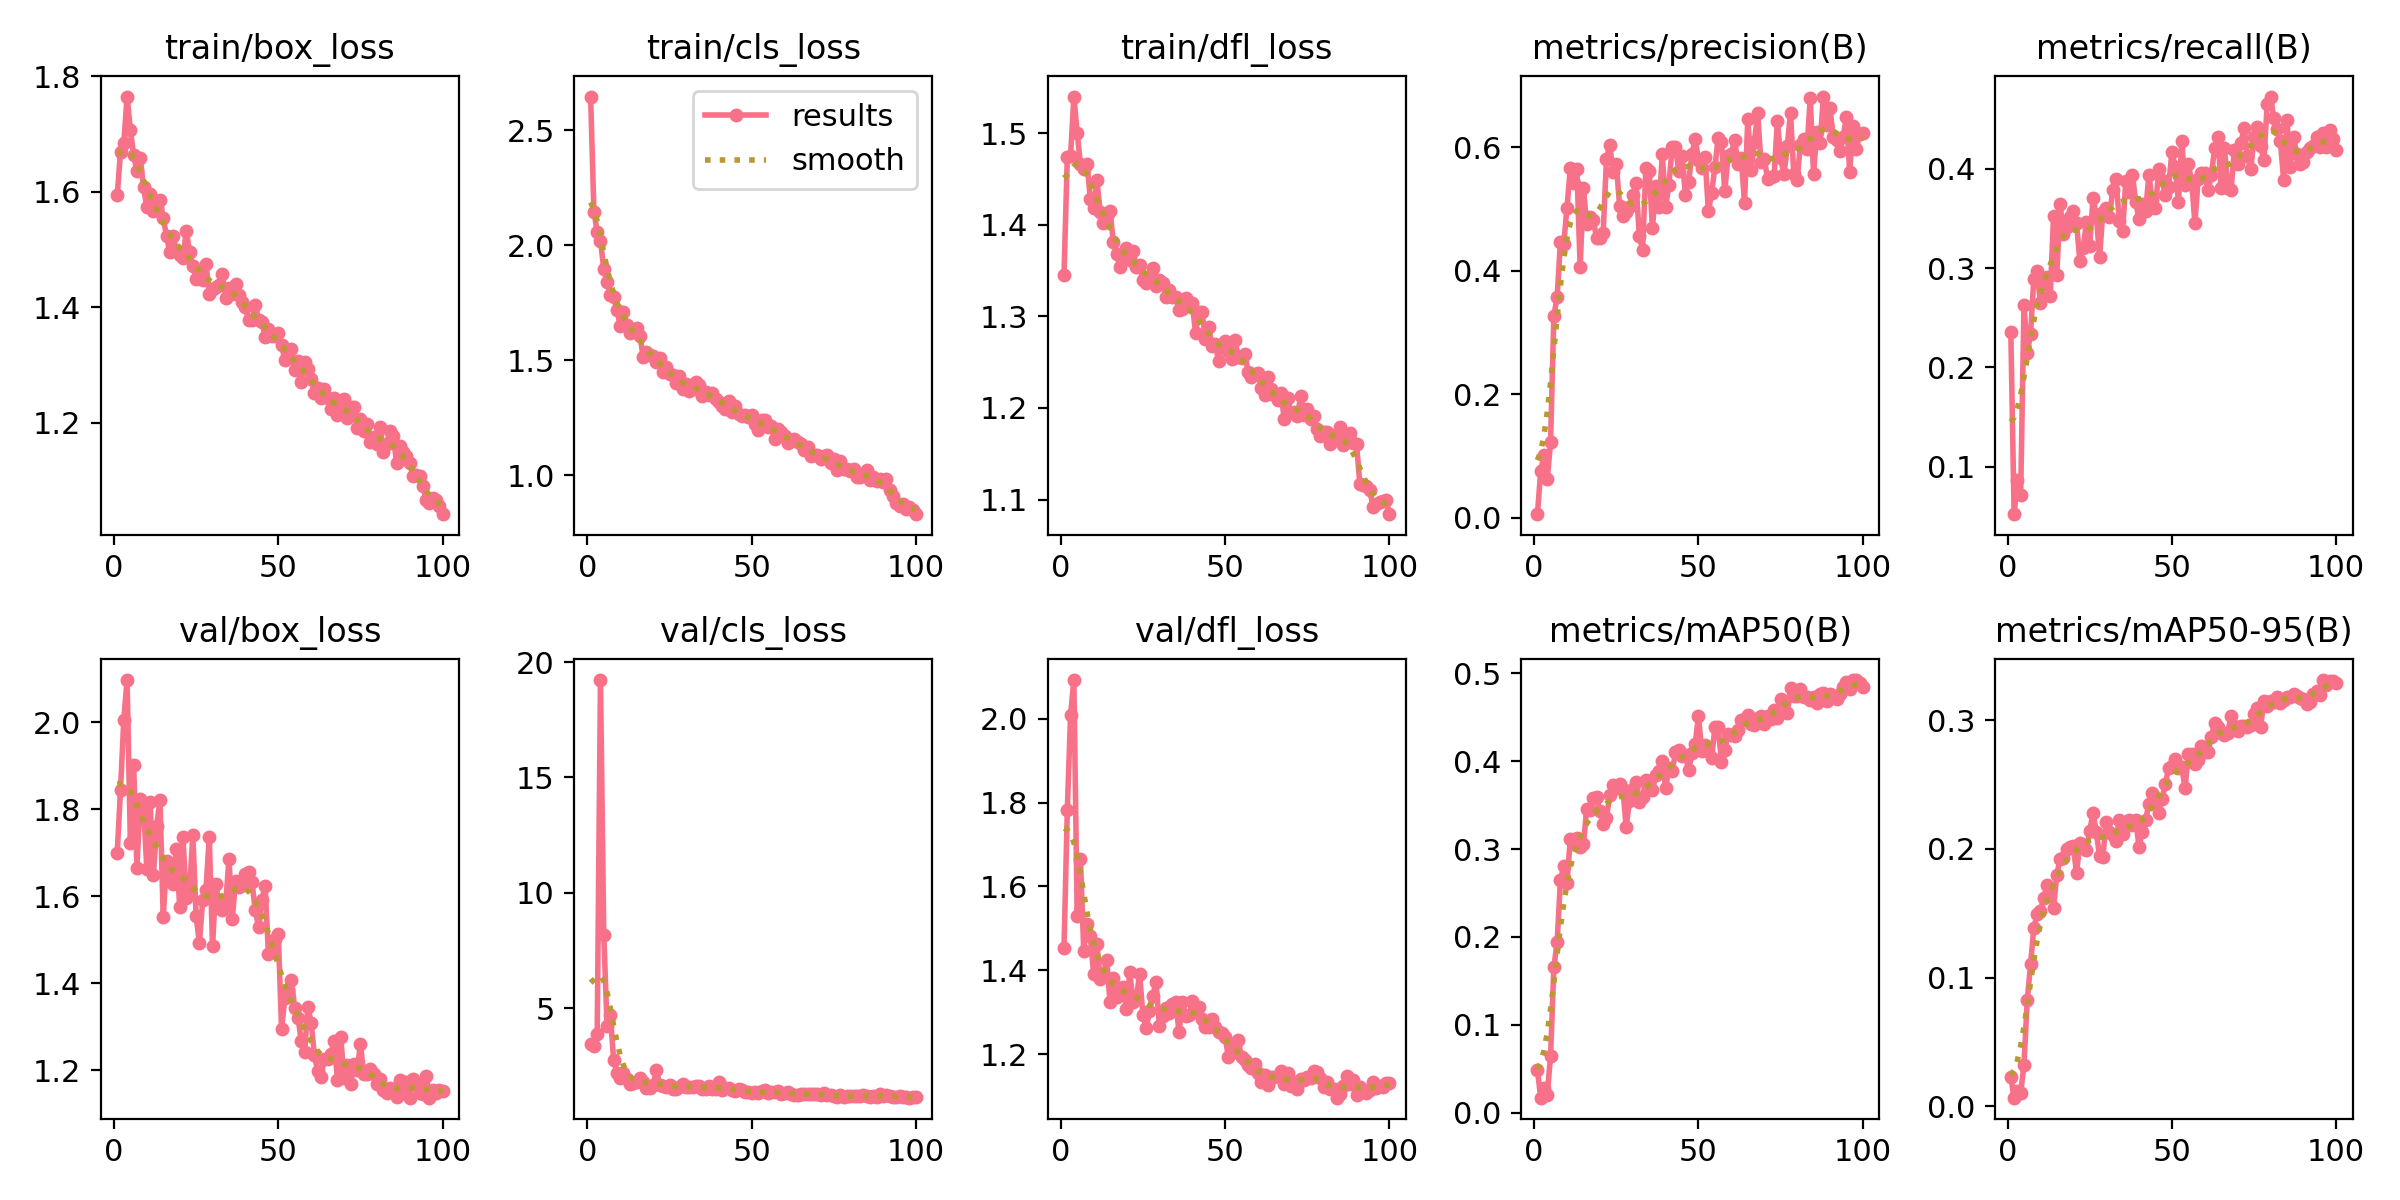 train/box_loss
1.8
1.6
1.4
1.2
0 50 100
train/cls_loss
results
smooth
2.5
2.0
1.5
1.0
0 50 100
train/dfl_loss
1.5
1.4
1.3
1.2
1.1
0 50 100
metrics/precision(B)
0.6
0.4
0.2
0.0
0 50 100
metrics/recall(B)
0.4
0.3
0.2
0.1
0 50 100
val/box_loss
2.0
1.8
1.6
1.4
1.2
0 50 100
val/cls_loss
20
15
10
5
0 50 100
val/dfl_loss
2.0
1.8
1.6
1.4
1.2
0 50 100
metrics/mAP50(B)
0.5
0.4
0.3
0.2
0.1
0.0
0 50 100
metrics/mAP50-95(B)
0.3
0.2
0.1
0.0
0 50 100